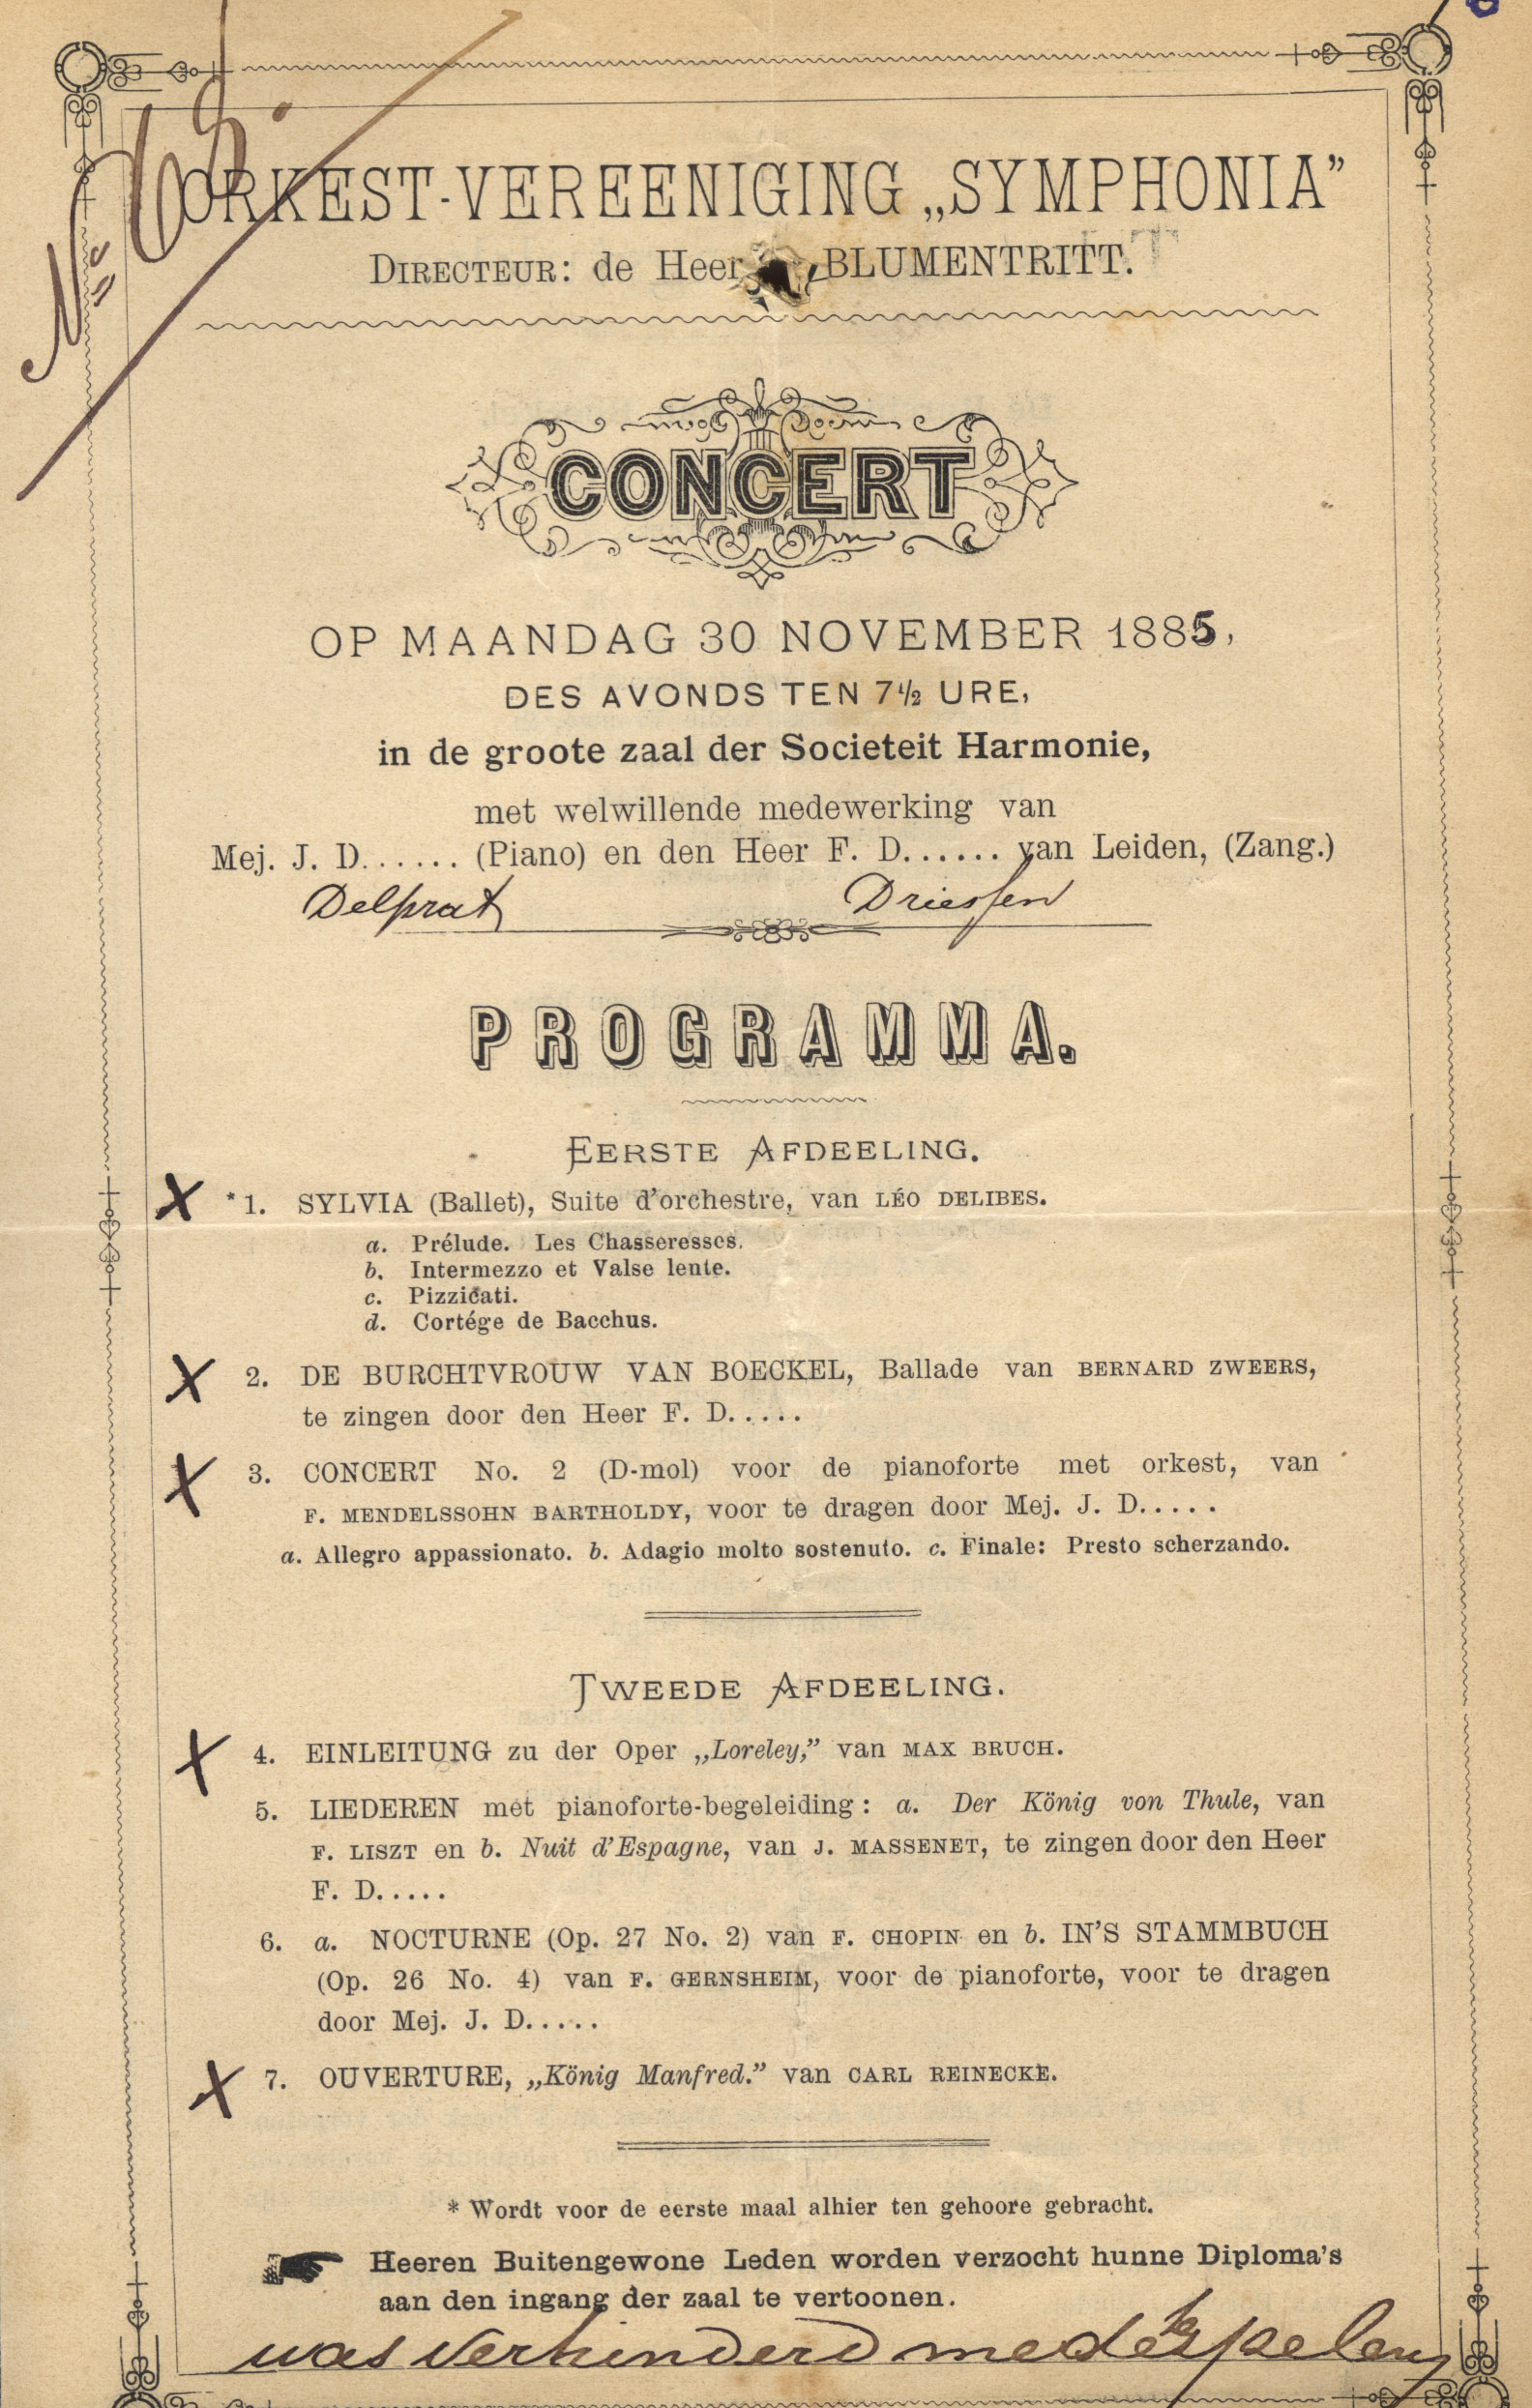 No
ORKEST-VEREENIGING „SYMPHONIA”
DIRECTEUR: de Heer BLUMENTRITT.
CONCERT
OP MAANDAG 30 NOVEMBER 1885,
DES AVONDS TEN 7½ URE,
in de groote zaal der Societeit Harmonie,
met welwillende medewerking van
Mej. J. D...... (Piano) en den Heer F. D...... van Leiden, (Zang.)
Delprat Driessen
PROGRAMMA.
EERSTE AFDEELING.
X *1. SYLVIA (Ballet), Suite d'orchestre, van LÉO DELIBES.
a. Prélude. Les Chasseresses.
b. Intermezzo et Valse lente.
c. Pizzicati.
d. Cortége de Bacchus.
X 2. DE BURCHTVROUW VAN BOECKEL, Ballade van BERNARD ZWEERS,
te zingen door den Heer F. D.....
X 3. CONCERT No. 2 (D-mol) voor de pianoforte met orkest, van
F. MENDELSSOHN BARTHOLDY, voor te dragen door Mej. J. D.....
a. Allegro appassionato. b. Adagio molto sostenuto. c. Finale: Presto scherzando.
TWEEDE AFDEELING.
X 4. EINLEITUNG zu der Oper „Loreley,” van MAX BRUCH.
5. LIEDEREN met pianoforte-begeleiding: a. Der König von Thule, van
F. LISZT en b. Nuit d'Espagne, van J. MASSENET, te zingen door den Heer
F. D.....
6. a. NOCTURNE (Op. 27 No. 2) van F. CHOPIN en b. IN'S STAMMBUCH
(Op. 26 No. 4) van F. GERNSHEIM, voor de pianoforte, voor te dragen
door Mej. J. D.....
X 7. OUVERTURE, „König Manfred.” van CARL REINECKE.
* Wordt voor de eerste maal alhier ten gehoore gebracht.
Heeren Buitengewone Leden worden verzocht hunne Diploma's
aan den ingang der zaal te vertoonen.
was verhinderd mede te spelen